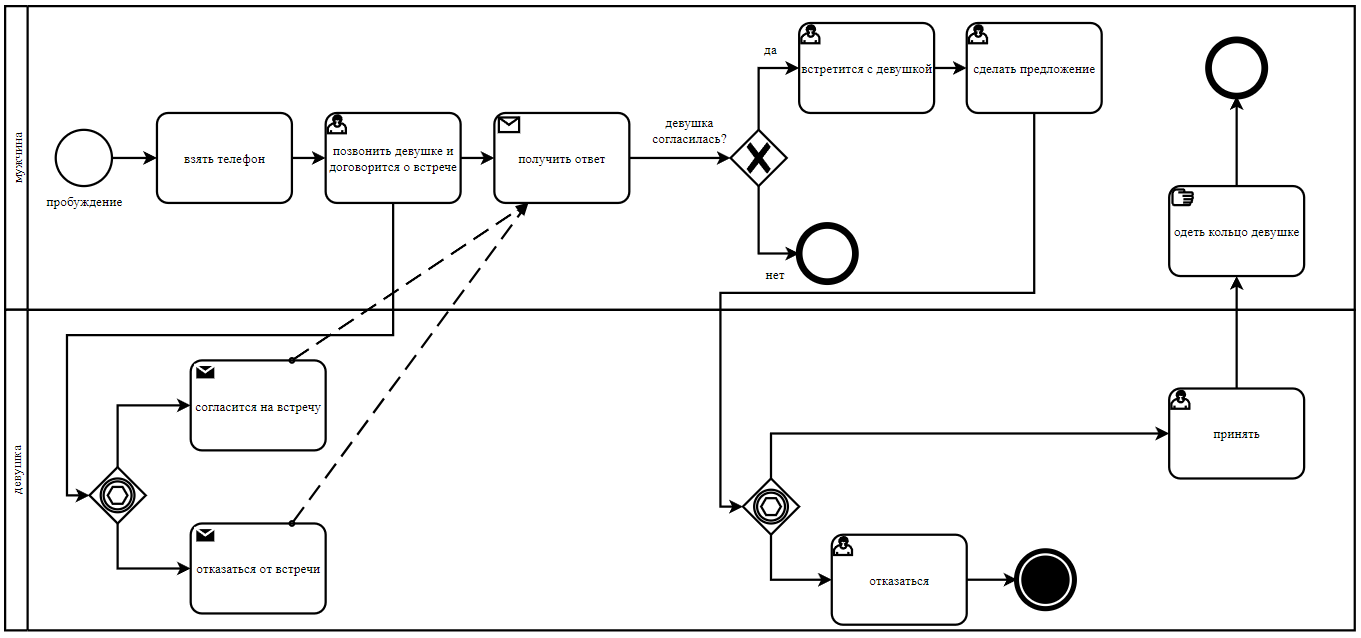 мужчина
пробуждение
взять телефон
позвонить девушке и
договорится о встрече
получить ответ
девушка
согласилась?
да
нет
встретится с девушкой
сделать предложение
одеть кольцо девушке
девушка
согласится на встречу
отказаться от встречи
принять
отказаться